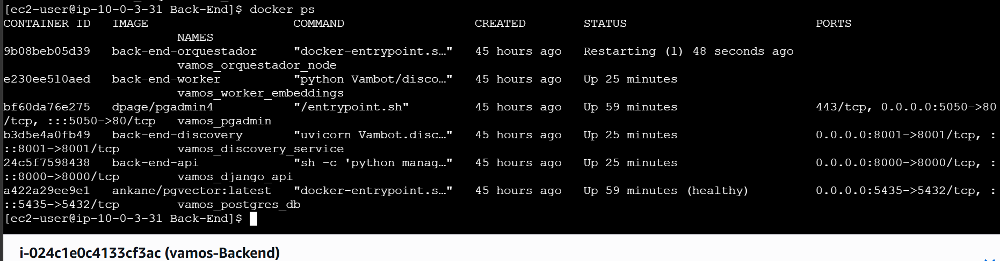 [ec2-user@ip-10-0-3-31 Back-End]$ docker ps
CONTAINER ID   IMAGE                    COMMAND                  CREATED        STATUS                          PORTS
                        NAMES
9b08beb05d39   back-end-orquestador     "docker-entrypoint.s…"   45 hours ago   Restarting (1) 48 seconds ago
                        vamos_orquestador_node
e230ee510aed   back-end-worker          "python Vambot/disco…"   45 hours ago   Up 25 minutes
                        vamos_worker_embeddings
bf60da76e275   dpage/pgadmin4           "/entrypoint.sh"         45 hours ago   Up 59 minutes                   443/tcp, 0.0.0.0:5050->80
/tcp, :::5050->80/tcp   vamos_pgadmin
b3d5e4a0fb49   back-end-discovery       "uvicorn Vambot.disc…"   45 hours ago   Up 25 minutes                   0.0.0.0:8001->8001/tcp, :
::8001->8001/tcp        vamos_discovery_service
24c5f7598438   back-end-api             "sh -c 'python manag…"   45 hours ago   Up 25 minutes                   0.0.0.0:8000->8000/tcp, :
::8000->8000/tcp        vamos_django_api
a422a29ee9e1   ankane/pgvector:latest   "docker-entrypoint.s…"   45 hours ago   Up 59 minutes (healthy)         0.0.0.0:5435->5432/tcp, :
::5435->5432/tcp        vamos_postgres_db
[ec2-user@ip-10-0-3-31 Back-End]$
i-024c1e0c4133cf3ac (vamos-Backend)